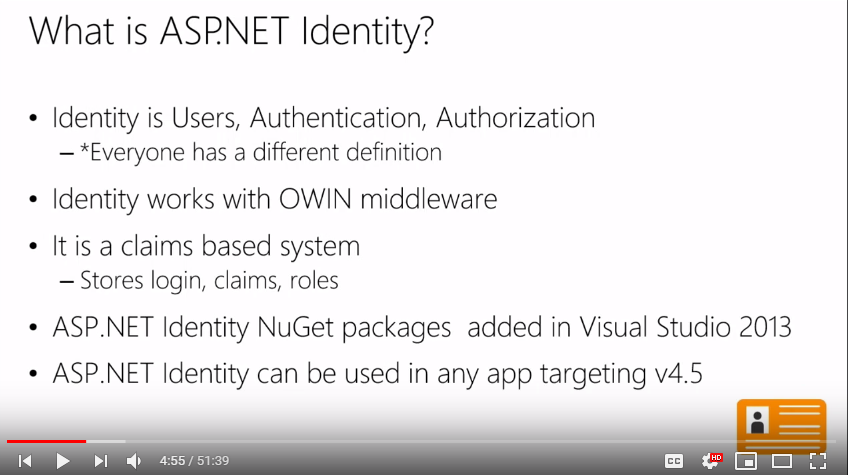 What is ASP.NET Identity?
• Identity is Users, Authentication, Authorization
– *Everyone has a different definition
• Identity works with OWIN middleware
• It is a claims based system
– Stores login, claims, roles
• ASP.NET Identity NuGet packages  added in Visual Studio 2013
• ASP.NET Identity can be used in any app targeting v4.5
4:55 / 51:39
CC
HD